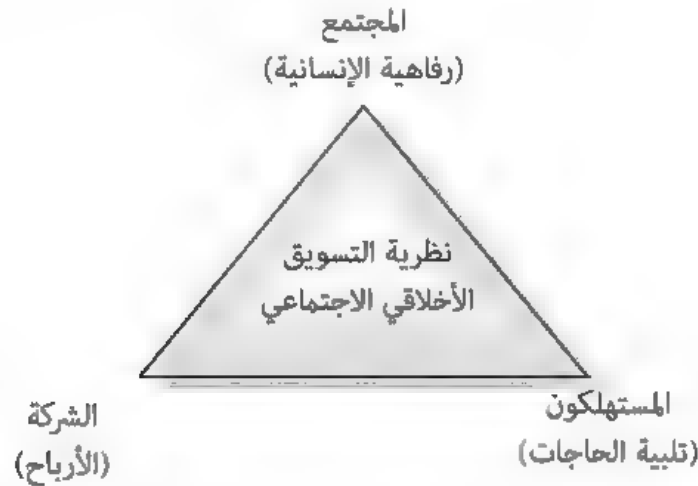 المجتمع
(رفاهية الإنسانية)
نظرية التسويق
الأخلاقي الاجتماعي
المستهلكون
(تلبية الحاجات)
الشركة
(الأرباح)